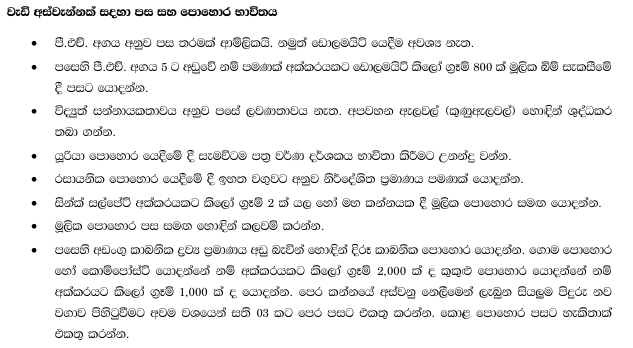 වැඩි අස්වැන්නක් සඳහා පස සහ පොහොර භාවිතය
• පී.එච්. අගය අනුව පස තරමක් ආම්ලිකයි. නමුත් ඩොලමයිට් යෙදීම අවශ්‍ය නැත.
• පසෙහි පී.එච්. අගය 5 ට අඩුවේ නම් පමණක් අක්කරයකට ඩොලමයිට් කිලෝ ග්‍රෑම් 800 ක් මූලික බිම් සැකසීමේ
දී පසට යොදන්න.
• විද්‍යුත් සන්නායකතාවය අනුව පසේ ලවණතාවය නැත. අපවහන ඇලවල් (කුණුඇලවල්) හොඳින් ශුද්ධකර
තබා ගන්න.
• යූරියා පොහොර යෙදීමේ දී සැමවිටම පත්‍ර වර්ණ දර්ශකය භාවිතා කිරීමට උනන්දු වන්න.
• රසායනික පොහොර යෙදීමේ දී ඉහත වගුවට අනුව නිර්දේශිත ප්‍රමාණය පමණක් යොදන්න.
• සින්ක් සල්පේට් අක්කරයකට කිලෝ ග්‍රෑම් 2 ක් යල හෝ මහ කන්නයක දී මූලික පොහොර සමඟ යොදන්න.
• මූලික පොහොර පස සමඟ හොඳින් කලවම් කරන්න.
• පසෙහි අඩංගු කාබනික ද්‍රව්‍ය ප්‍රමාණය අඩු බැවින් හොඳින් දිරූ කාබනික පොහොර යොදන්න. ගොම පොහොර
හෝ කොම්පෝස්ට් යොදන්නේ නම් අක්කරයකට කිලෝ ග්‍රෑම් 2,000 ක් ද කුකුළු පොහොර යොදන්නේ නම්
අක්කරයට කිලෝ ග්‍රෑම් 1,000 ක් ද යොදන්න. පෙර කන්නයේ අස්වනු නෙලීමෙන් ලැබුන සියලුම පිදුරු නව
වගාව පිහිටුවීමට අවම වශයෙන් සති 03 කට පෙර පසට එකතු කරන්න. කොළ පොහොර පසට හැකිතාක්
එකතු කරන්න.